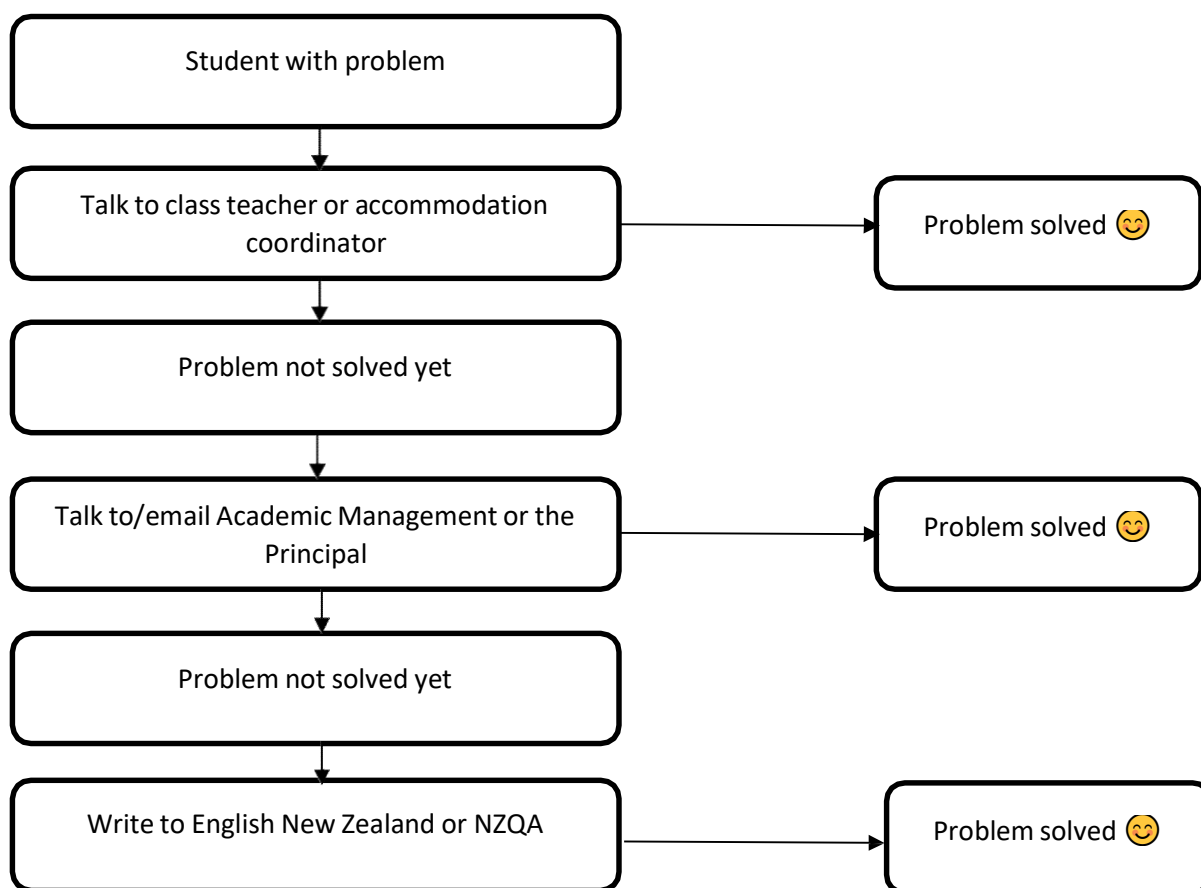 Student with problem
Talk to class teacher or accommodation
coordinator
Problem solved 😊
Problem not solved yet
Talk to/email Academic Management or the
Principal
Problem solved 😊
Problem not solved yet
Write to English New Zealand or NZQA
Problem solved 😊